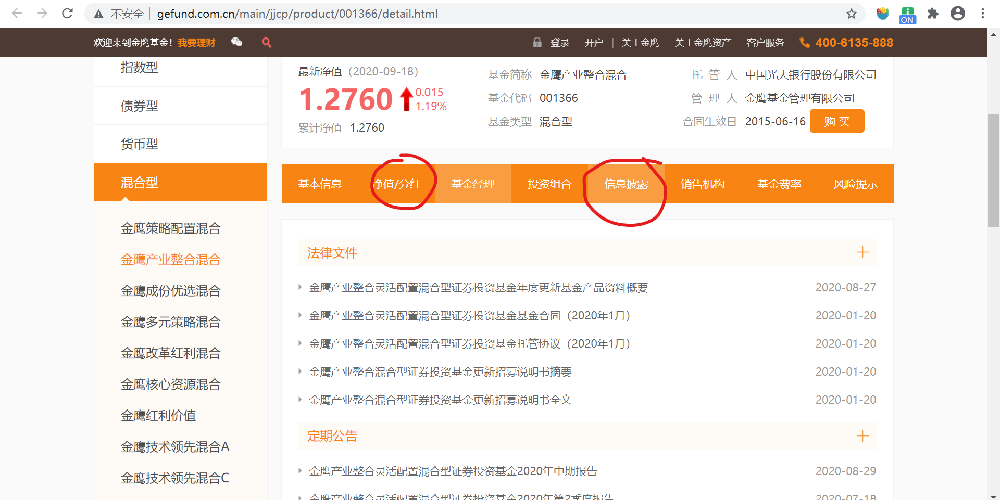 不安全 gefund.com.cn/main/jjcp/product/001366/detail.html
ON
欢迎来到金鹰基金！我要理财 登录 开户 | 关于金鹰 关于金鹰资产 客户服务 400-6135-888
指数型
债券型
货币型
混合型
金鹰策略配置混合
金鹰产业整合混合
金鹰成份优选混合
金鹰多元策略混合
金鹰改革红利混合
金鹰核心资源混合
金鹰红利价值
金鹰技术领先混合A
金鹰技术领先混合C
最新净值（2020-09-18）
1.2760 0.015
1.19%
累计净值 1.2760
基金简称 金鹰产业整合混合 托管人 中国光大银行股份有限公司
基金代码 001366 管理人 金鹰基金管理有限公司
基金类型 混合型 合同生效日 2015-06-16 购买
基本信息 净值/分红 基金经理 投资组合 信息披露 销售机构 基金费率 风险提示
法律文件
金鹰产业整合灵活配置混合型证券投资基金年度更新基金产品资料概要 2020-08-27
金鹰产业整合灵活配置混合型证券投资基金基金合同（2020年1月） 2020-01-20
金鹰产业整合灵活配置混合型证券投资基金托管协议（2020年1月） 2020-01-20
金鹰产业整合混合型证券投资基金更新招募说明书摘要 2020-01-20
金鹰产业整合混合型证券投资基金更新招募说明书全文 2020-01-20
定期公告
金鹰产业整合灵活配置混合型证券投资基金2020年中期报告 2020-08-29
金鹰产业整合灵活配置混合型证券投资基金2020年第2季度报告 2020-07-18